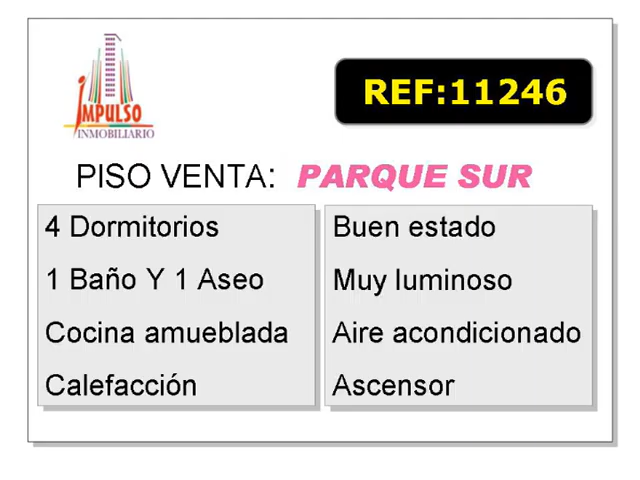 IMPULSO
INMOBILIARIO
REF:11246
PISO VENTA: PARQUE SUR
4 Dormitorios
1 Baño Y 1 Aseo
Cocina amueblada
Calefacción
Buen estado
Muy luminoso
Aire acondicionado
Ascensor